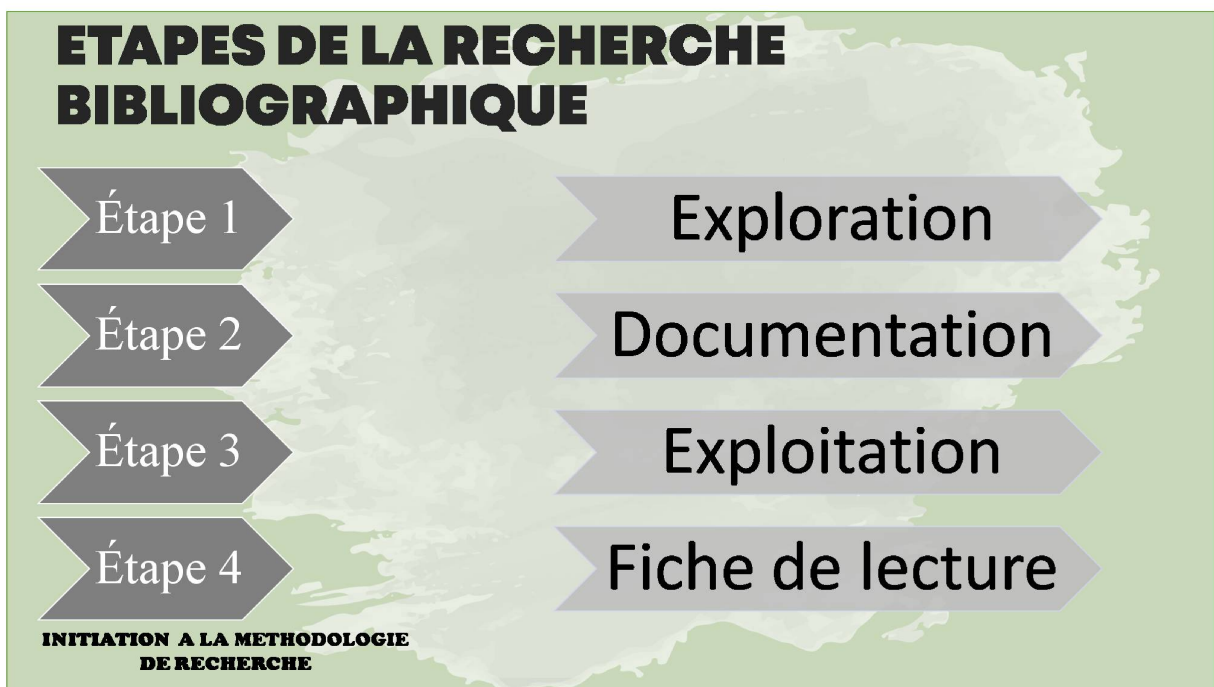 ETAPES DE LA RECHERCHE
BIBLIOGRAPHIQUE
Étape 1
Exploration
Étape 2
Documentation
Étape 3
Exploitation
Étape 4
Fiche de lecture
INITIATION A LA METHODOLOGIE
DE RECHERCHE